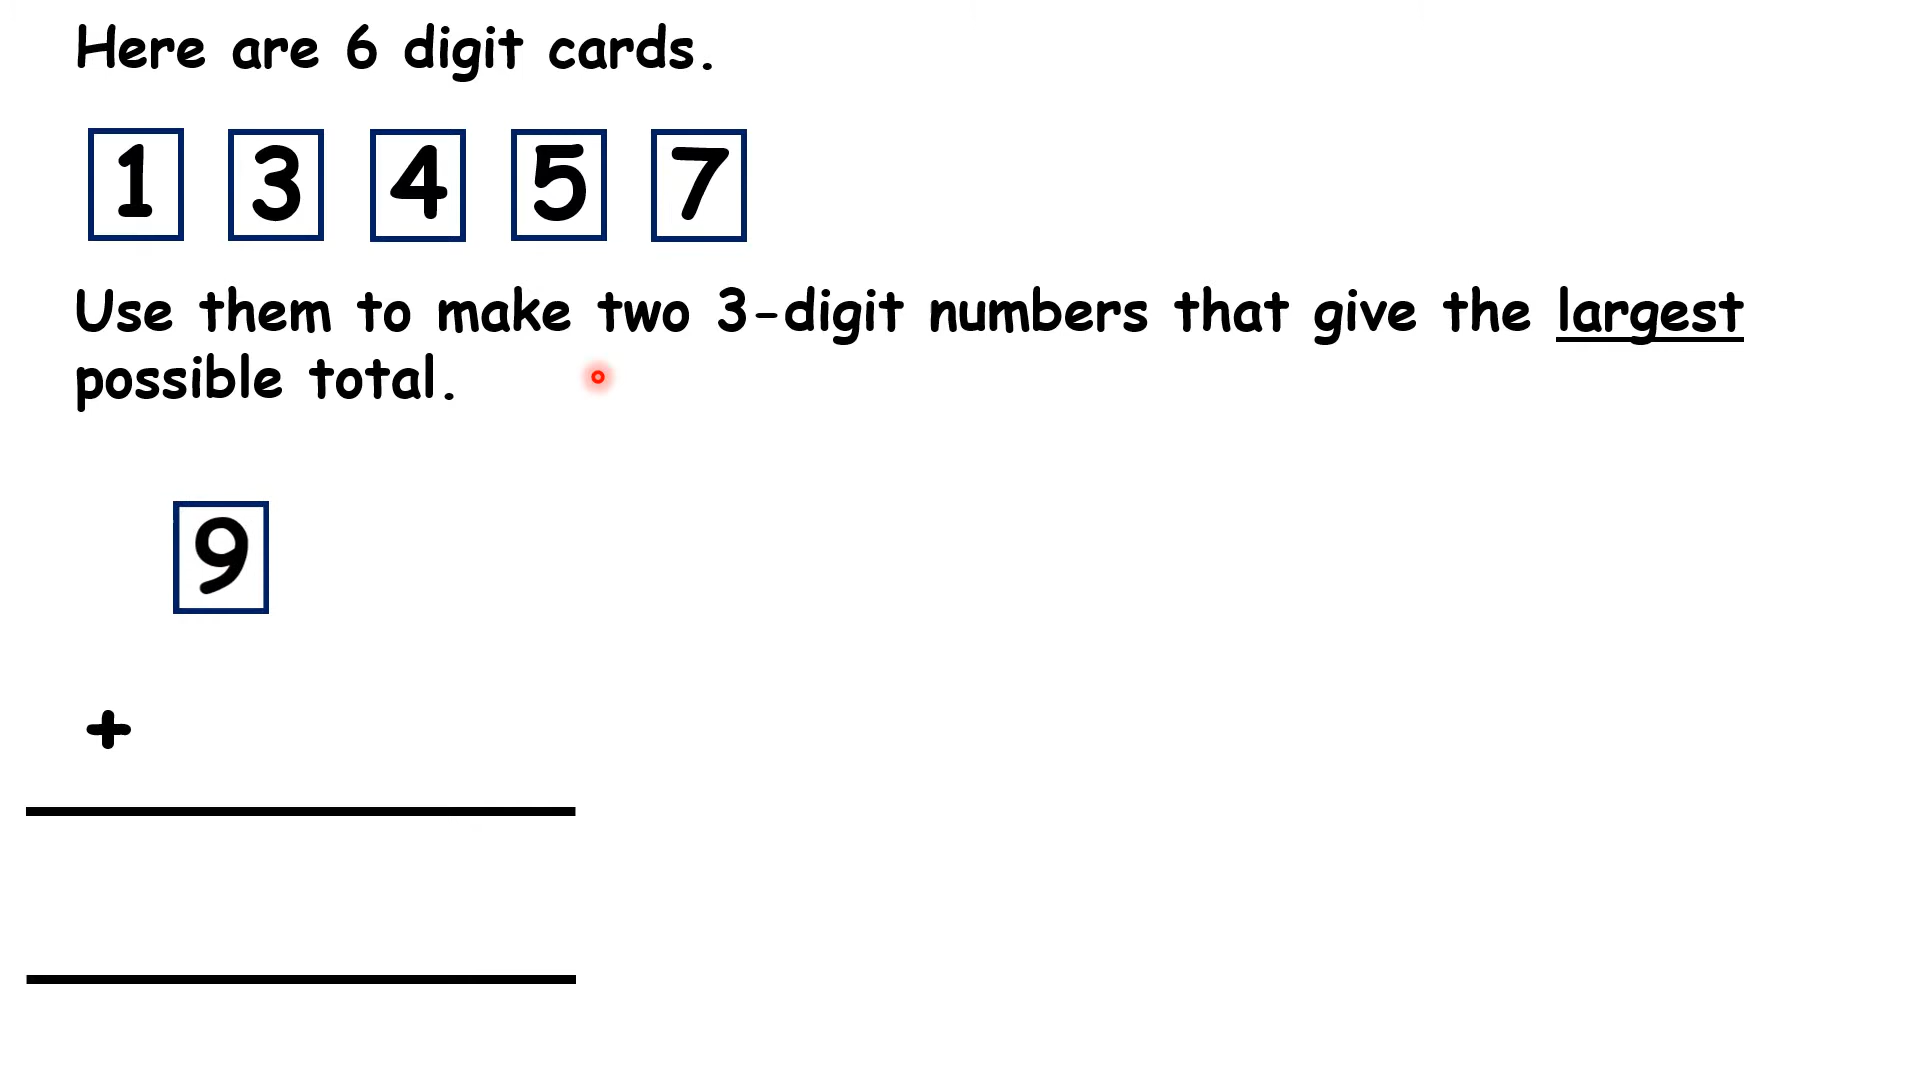 Here are 6 digit cards.
1 3 4 5 7
Use them to make two 3-digit numbers that give the largest
possible total.
9
+